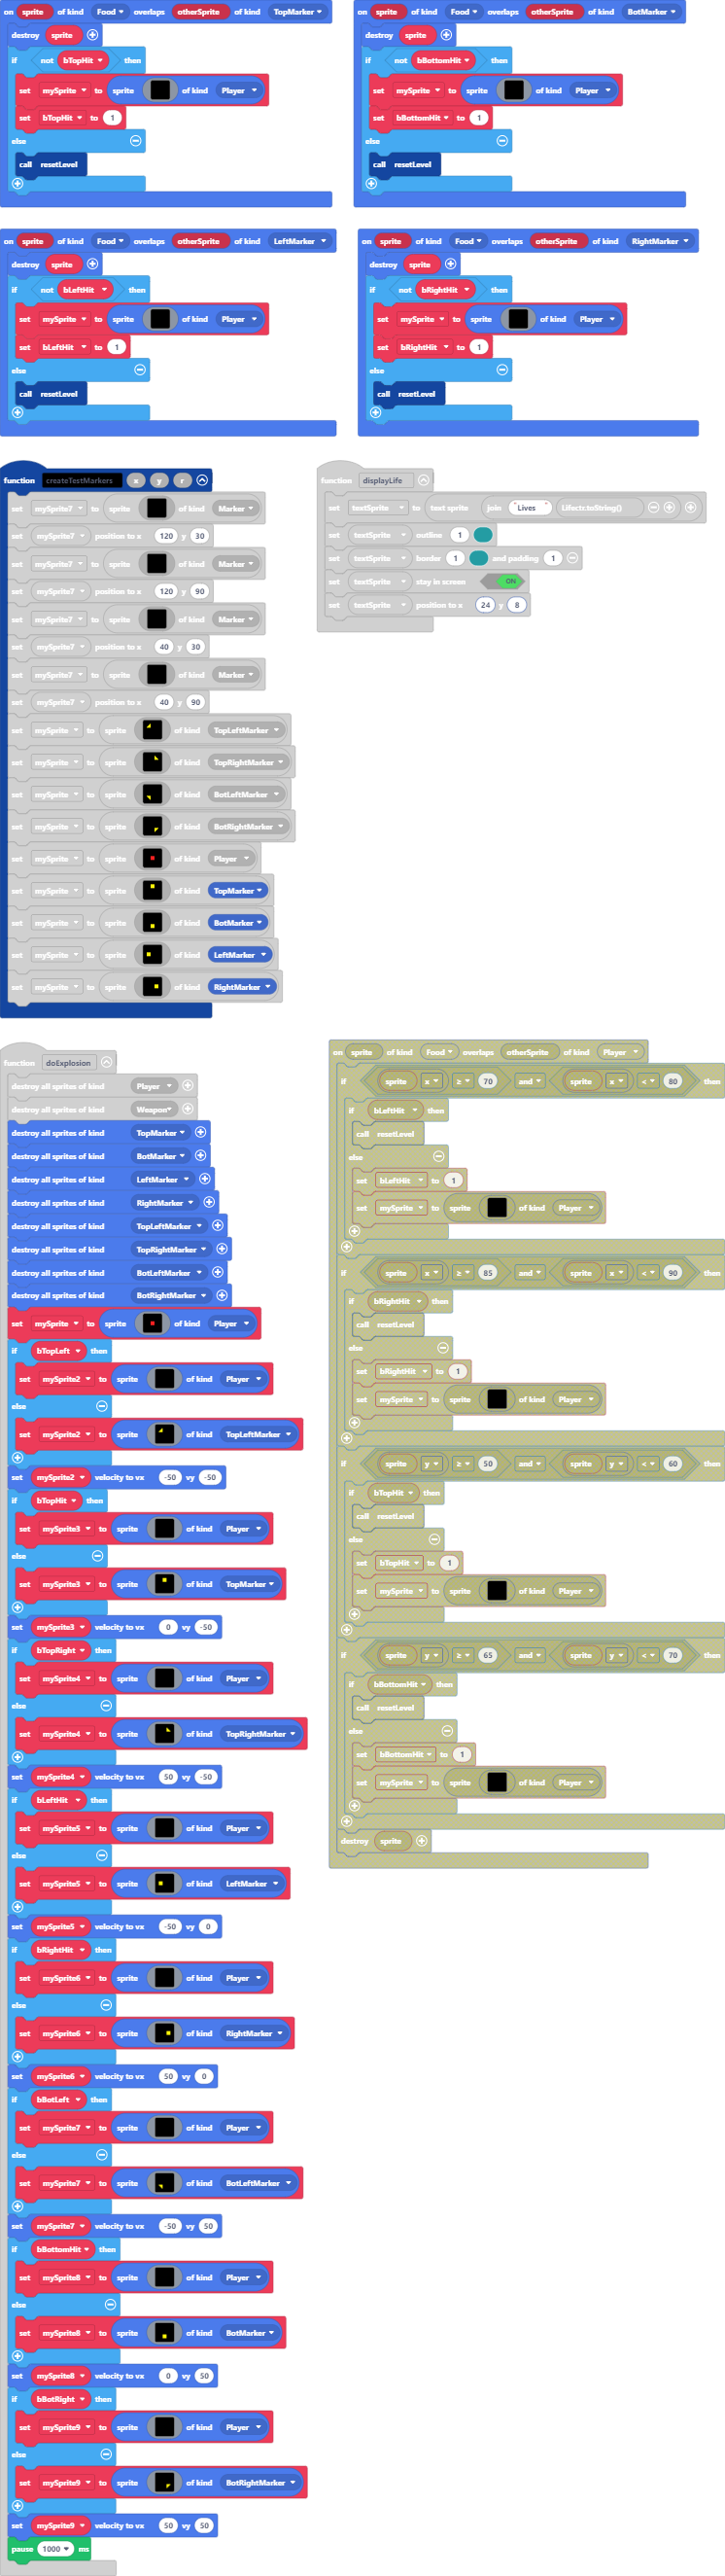 on sprite of kind Food overlaps otherSprite of kind TopMarker
destroy sprite
if not bTopHit then
set mySprite to sprite of kind Player
set bTopHit to 1
else
call resetLevel
on sprite of kind Food overlaps otherSprite of kind BotMarker
destroy sprite
if not bBottomHit then
set mySprite to sprite of kind Player
set bBottomHit to 1
else
call resetLevel
on sprite of kind Food overlaps otherSprite of kind LeftMarker
destroy sprite
if not bLeftHit then
set mySprite to sprite of kind Player
set bLeftHit to 1
else
call resetLevel
on sprite of kind Food overlaps otherSprite of kind RightMarker
destroy sprite
if not bRightHit then
set mySprite to sprite of kind Player
set bRightHit to 1
else
call resetLevel
function createTestMarkers x y r
set mySprite7 to sprite of kind Marker
set mySprite7 position to x 120 y 30
set mySprite7 to sprite of kind Marker
set mySprite7 position to x 120 y 90
set mySprite7 to sprite of kind Marker
set mySprite7 position to x 40 y 30
set mySprite7 to sprite of kind Marker
set mySprite7 position to x 40 y 90
set mySprite to sprite of kind TopLeftMarker
set mySprite to sprite of kind TopRightMarker
set mySprite to sprite of kind BotLeftMarker
set mySprite to sprite of kind BotRightMarker
set mySprite to sprite of kind Player
set mySprite to sprite of kind TopMarker
set mySprite to sprite of kind BotMarker
set mySprite to sprite of kind LeftMarker
set mySprite to sprite of kind RightMarker
function displayLife
set textSprite to text sprite join "Lives" Lifectr.toString()
set textSprite outline 1
set textSprite border 1 and padding 1
set textSprite stay in screen ON
set textSprite position to x 24 y 8
function doExplosion
destroy all sprites of kind Player
destroy all sprites of kind Weapon
destroy all sprites of kind TopMarker
destroy all sprites of kind BotMarker
destroy all sprites of kind LeftMarker
destroy all sprites of kind RightMarker
destroy all sprites of kind TopLeftMarker
destroy all sprites of kind TopRightMarker
destroy all sprites of kind BotLeftMarker
destroy all sprites of kind BotRightMarker
set mySprite to sprite of kind Player
if bTopLeft then
set mySprite2 to sprite of kind Player
else
set mySprite2 to sprite of kind TopLeftMarker
set mySprite2 velocity to vx -50 vy -50
if bTopHit then
set mySprite3 to sprite of kind Player
else
set mySprite3 to sprite of kind TopMarker
set mySprite3 velocity to vx 0 vy -50
if bTopRight then
set mySprite4 to sprite of kind Player
else
set mySprite4 to sprite of kind TopRightMarker
set mySprite4 velocity to vx 50 vy -50
if bLeftHit then
set mySprite5 to sprite of kind Player
else
set mySprite5 to sprite of kind LeftMarker
set mySprite5 velocity to vx -50 vy 0
if bRightHit then
set mySprite6 to sprite of kind Player
else
set mySprite6 to sprite of kind RightMarker
set mySprite6 velocity to vx 50 vy 0
if bBotLeft then
set mySprite7 to sprite of kind Player
else
set mySprite7 to sprite of kind BotLeftMarker
set mySprite7 velocity to vx -50 vy 50
if bBottomHit then
set mySprite8 to sprite of kind Player
else
set mySprite8 to sprite of kind BotMarker
set mySprite8 velocity to vx 0 vy 50
if bBotRight then
set mySprite9 to sprite of kind Player
else
set mySprite9 to sprite of kind BotRightMarker
set mySprite9 velocity to vx 50 vy 50
pause 1000 ms
on sprite of kind Food overlaps otherSprite of kind Player
if sprite x ≥ 70 and sprite x < 80 then
if bLeftHit then
call resetLevel
else
set bLeftHit to 1
set mySprite to sprite of kind Player
if sprite x ≥ 85 and sprite x < 90 then
if bRightHit then
call resetLevel
else
set bRightHit to 1
set mySprite to sprite of kind Player
if sprite y ≥ 50 and sprite y < 60 then
if bTopHit then
call resetLevel
else
set bTopHit to 1
set mySprite to sprite of kind Player
if sprite y ≥ 65 and sprite y < 70 then
if bBottomHit then
call resetLevel
else
set bBottomHit to 1
set mySprite to sprite of kind Player
destroy sprite